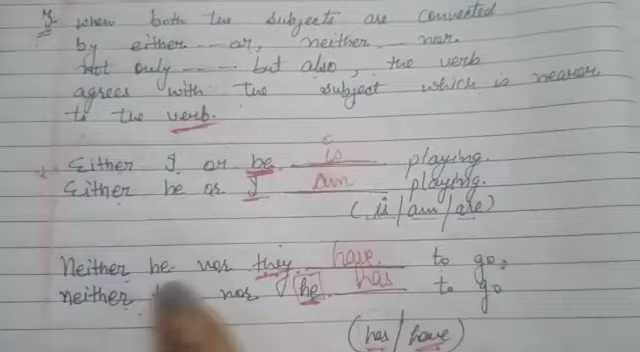 7. when both the subjects are connected
by either --- or, neither --- nor.
Not only ---- but also, the verb
agrees with the subject which is nearer
to the verb.
Either I or he is playing.
Either he or I am playing.
(is/am/are)
Neither he nor they have to go.
neither nor he has to go
(has/have)